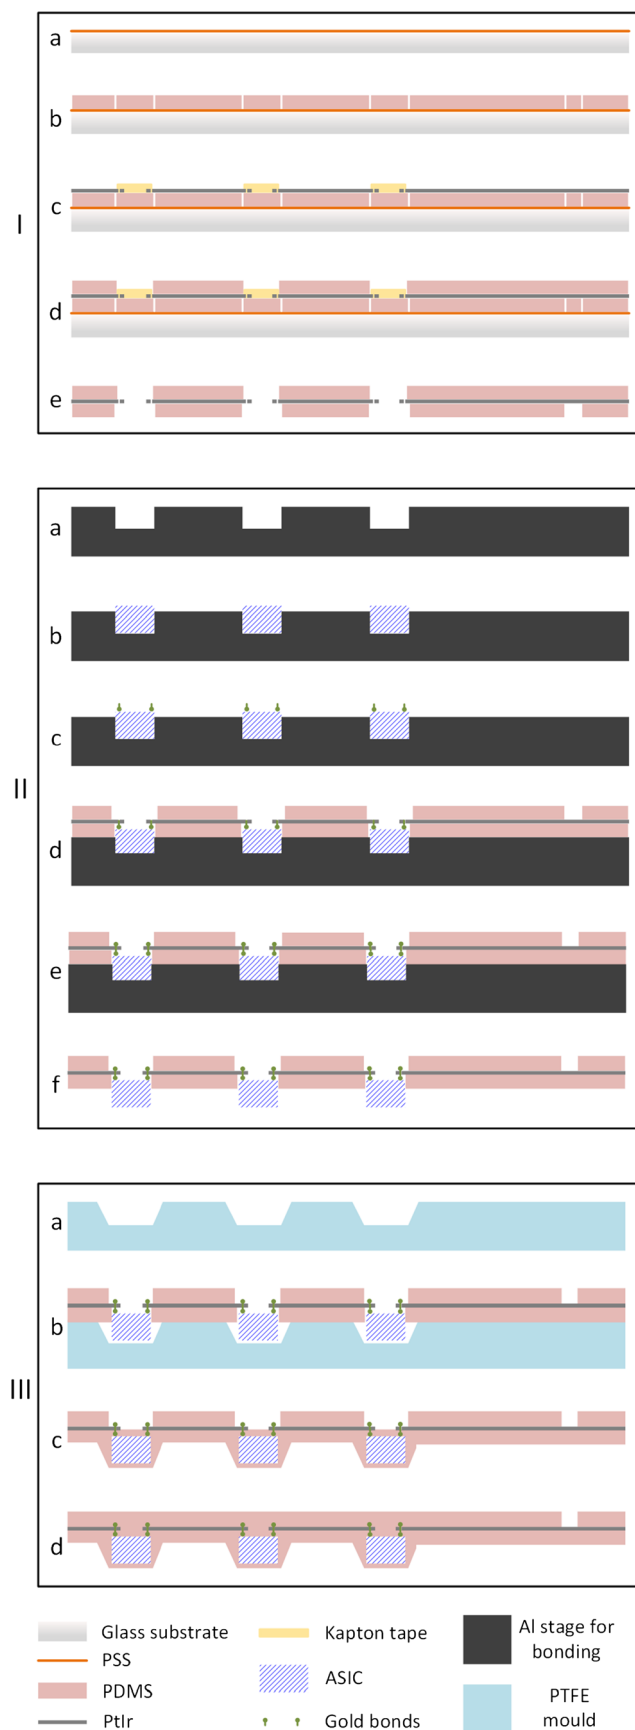 I
a
b
c
d
e
II
a
b
c
d
e
f
III
a
b
c
d
Glass substrate
PSS
PDMS
PtIr
Kapton tape
ASIC
Gold bonds
Al stage for
bonding
PTFE
mould